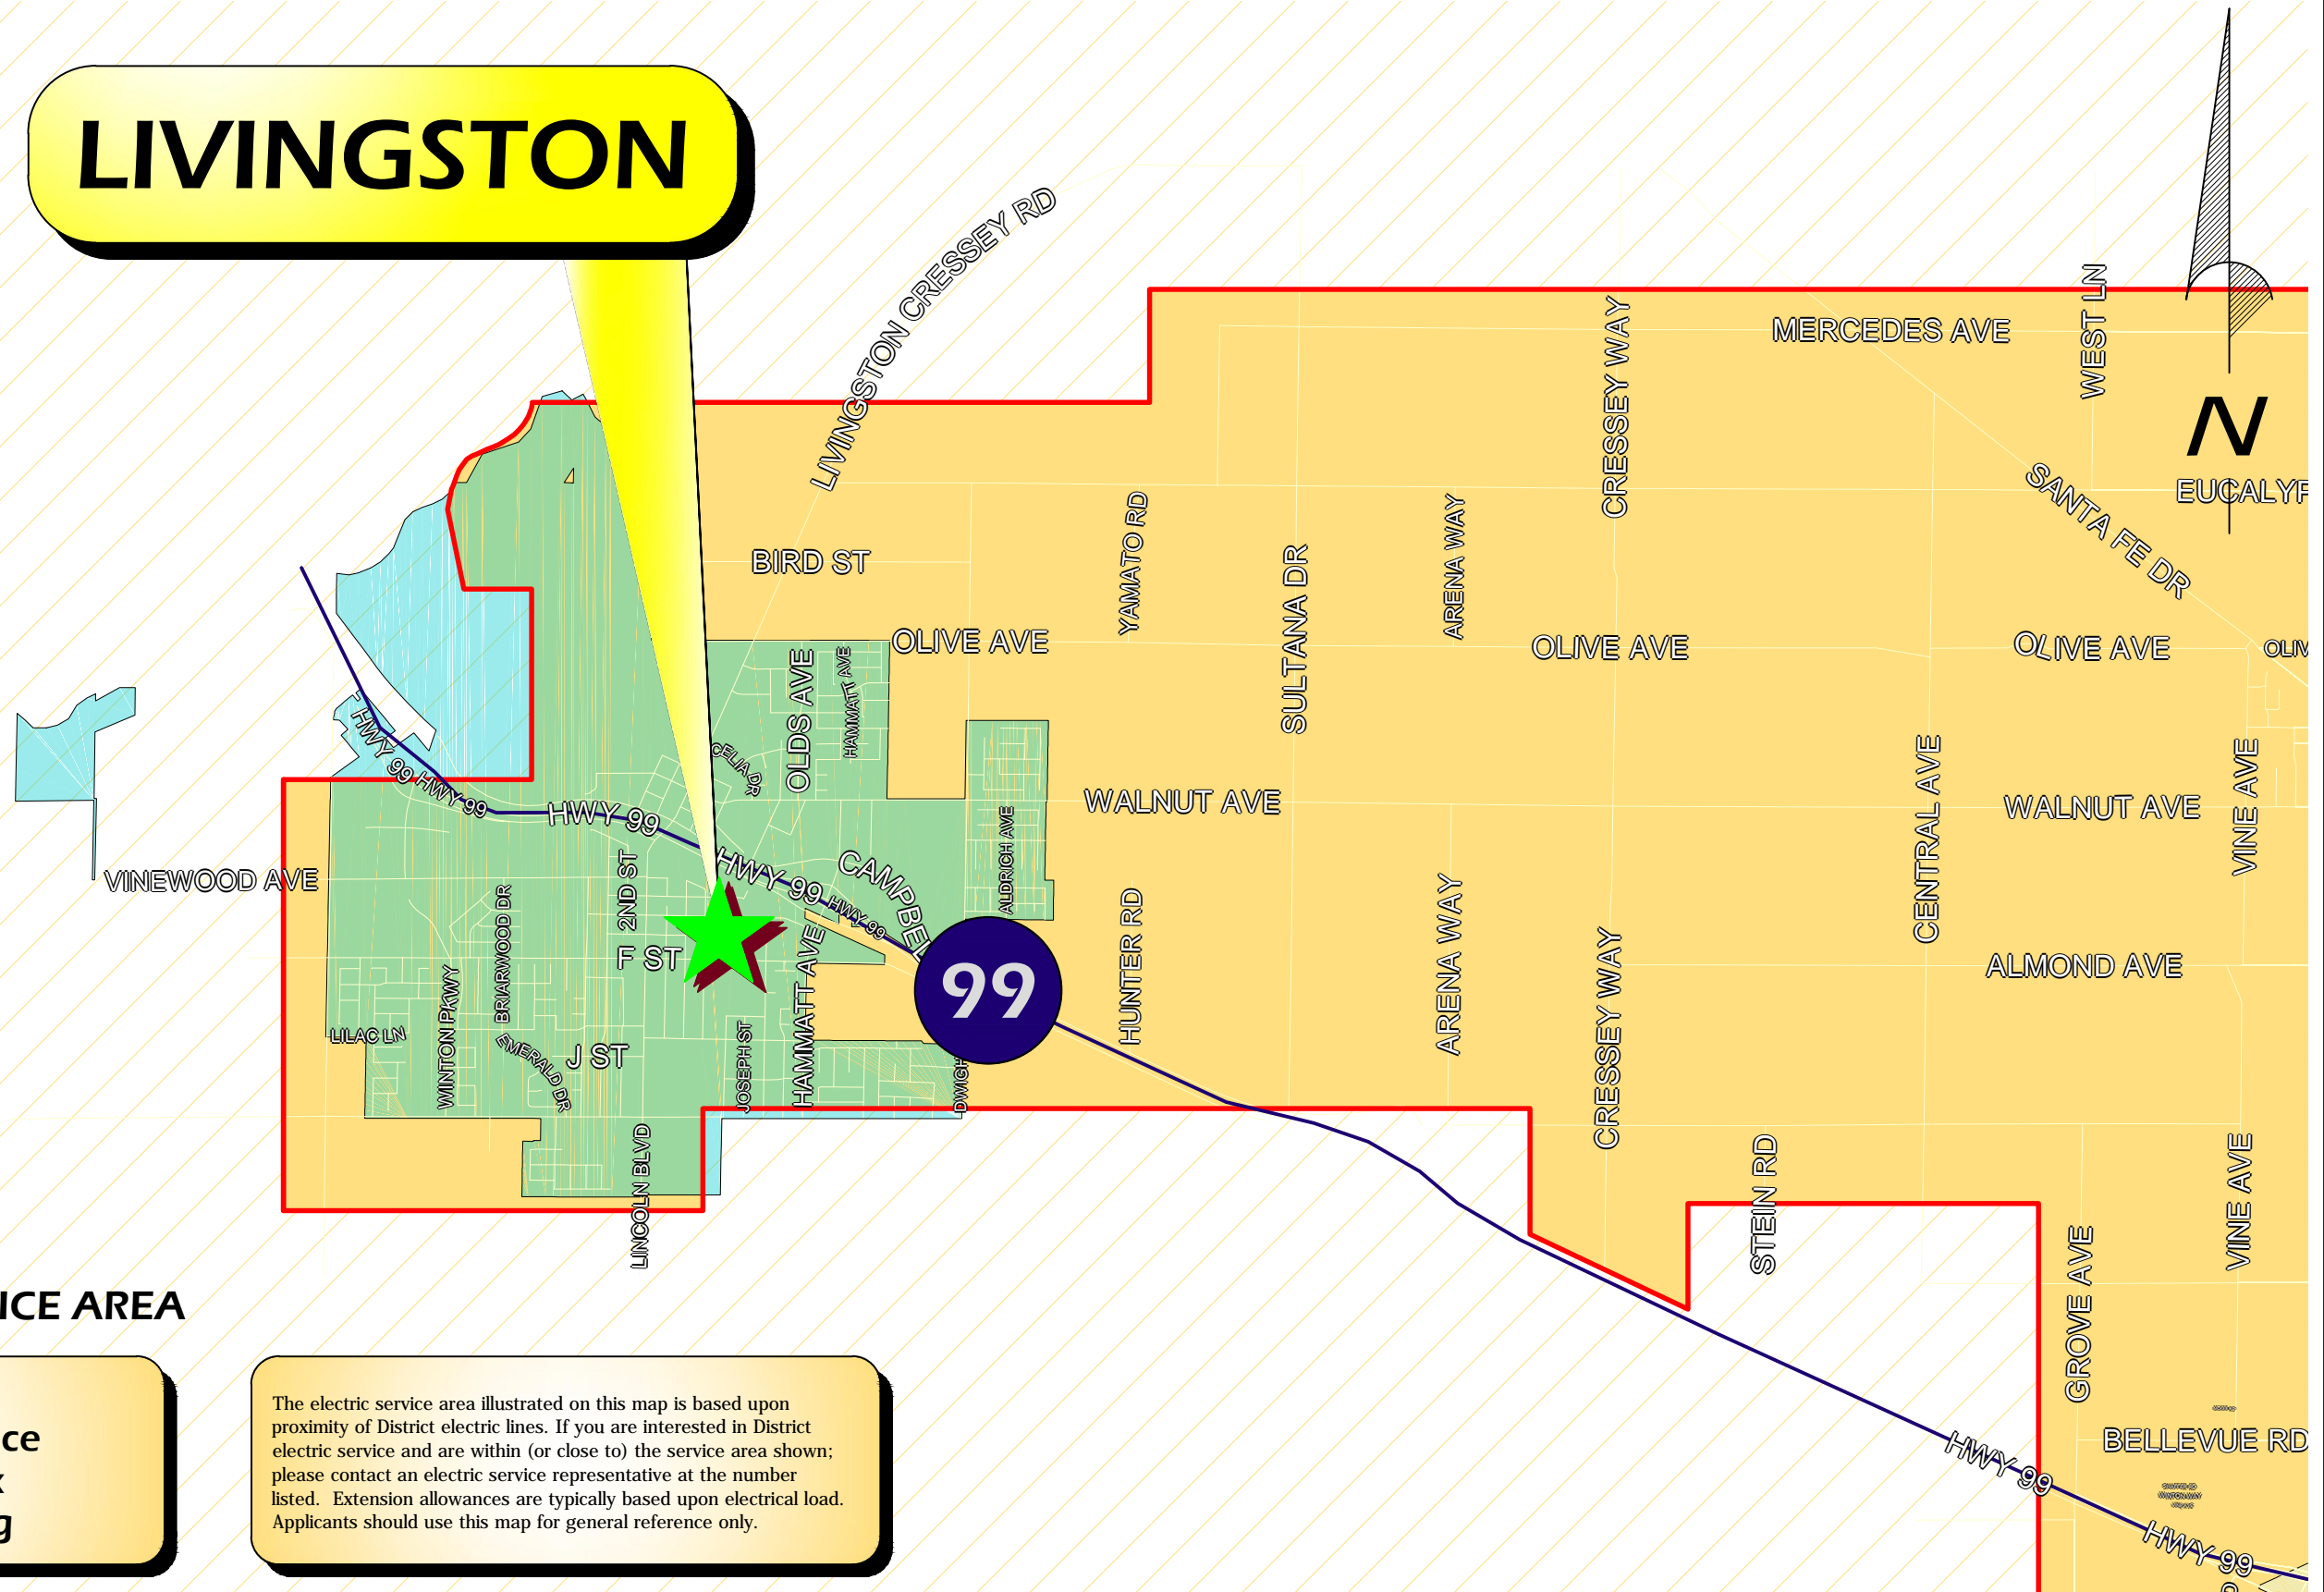 LIVINGSTON
LIVINGSTON CRESSEY RD
MERCEDES AVE
WEST LN
CRESSEY WAY
N
SANTA FE DR
YAMATO RD
ARENA WAY
BIRD ST
SULTANA DR
OLIVE AVE
OLIVE AVE
OLIVE AVE
OLDS AVE
HAMMATT AVE
CELIA DR
HWY 99
HWY 99
HWY 99
WALNUT AVE
WALNUT AVE
CENTRAL AVE
VINE AVE
ALDRICH AVE
VINEWOOD AVE
2ND ST
HWY 99
HWY 99
BRIARWOOD DR
F ST
99
HUNTER RD
ARENA WAY
CRESSEY WAY
ALMOND AVE
HAMMATT AVE
WINTON PKWY
LILAC LN
EMERALD DR
J ST
JOSEPH ST
LINCOLN BLVD
STEIN RD
VINE AVE
GROVE AVE
ICE AREA
ce
g
The electric service area illustrated on this map is based upon
proximity of District electric lines. If you are interested in District
electric service and are within (or close to) the service area shown;
please contact an electric service representative at the number
listed. Extension allowances are typically based upon electrical load.
Applicants should use this map for general reference only.
BELLEVUE RD
HWY 99
HWY 99